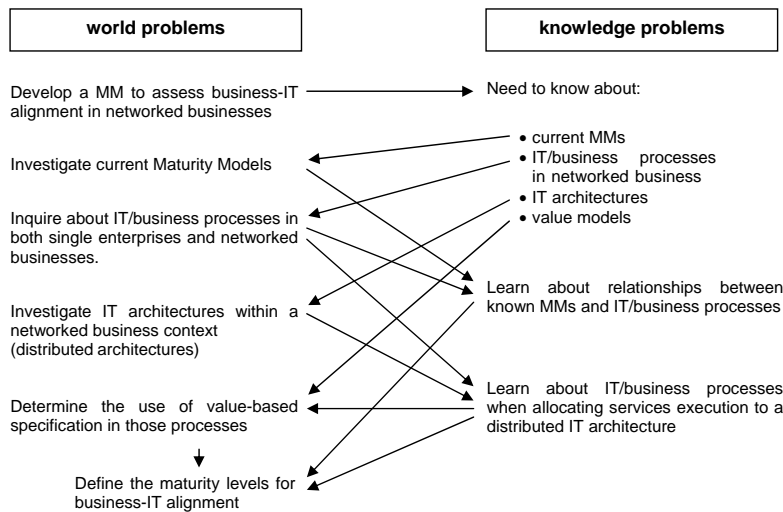 world problems
Develop a MM to assess business-IT
alignment in networked businesses
Investigate current Maturity Models
Inquire about IT/business processes in
both single enterprises and networked
businesses.
Investigate IT architectures within a
networked business context
(distributed architectures)
Determine the use of value-based
specification in those processes
Define the maturity levels for
business-IT alignment
knowledge problems
Need to know about:
• current MMs
• IT/business processes
in networked business
• IT architectures
• value models
Learn about relationships between
known MMs and IT/business processes
Learn about IT/business processes
when allocating services execution to a
distributed IT architecture